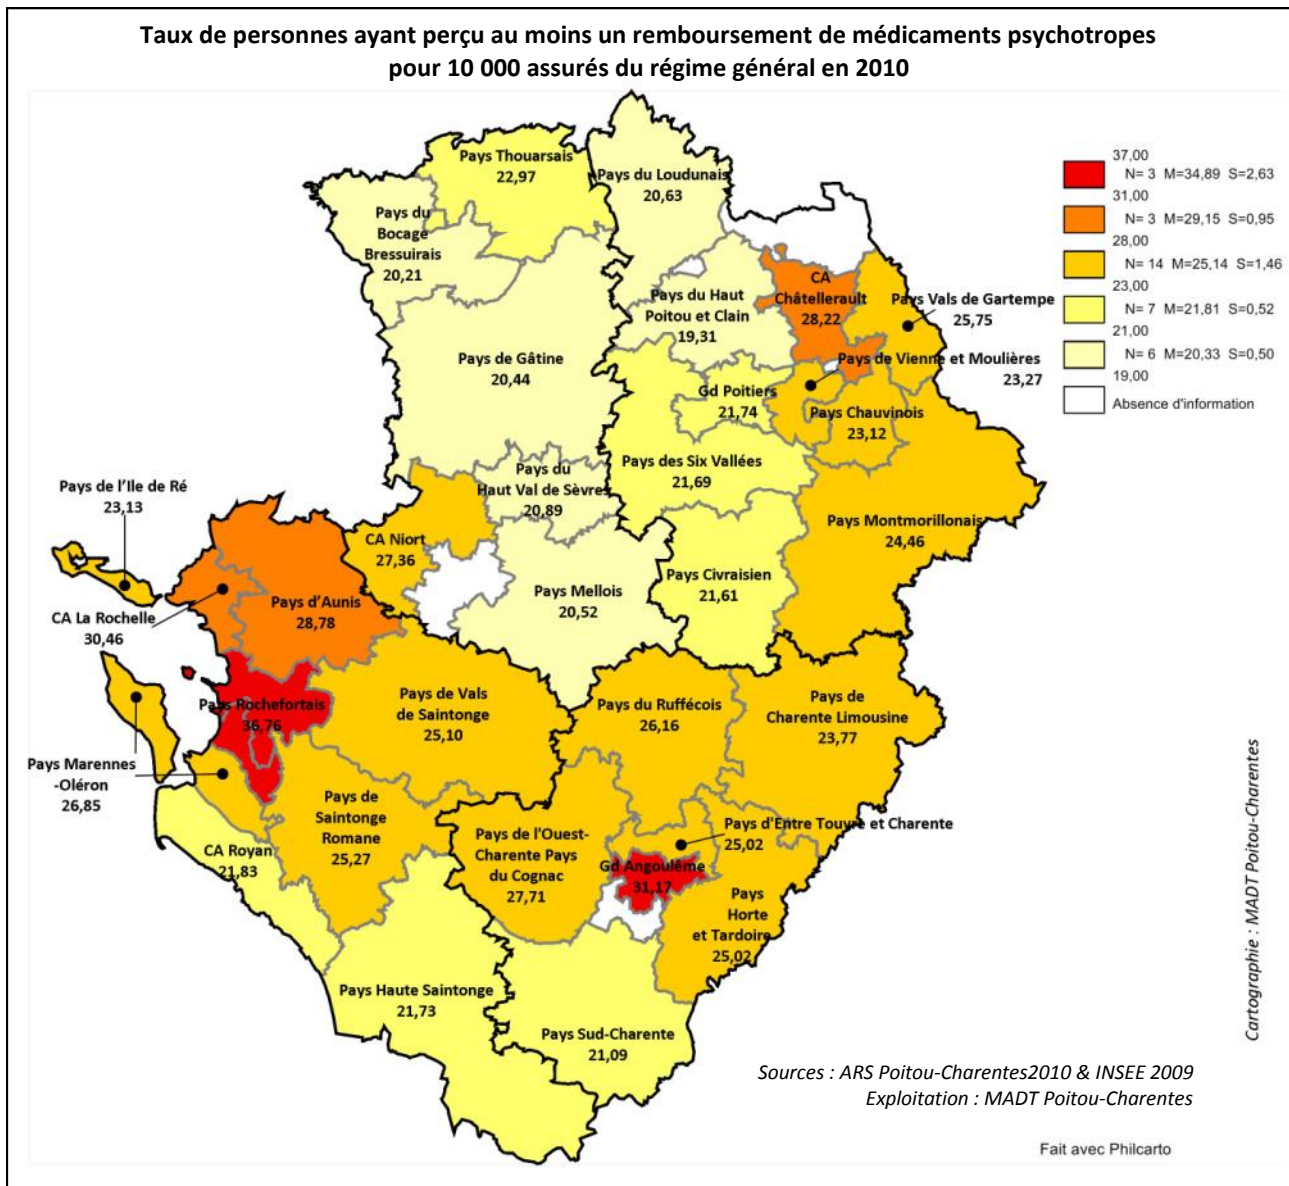 Taux de personnes ayant perçu au moins un remboursement de médicaments psychotropes
pour 10 000 assurés du régime général en 2010
37,00
N= 3 M=34,89 S=2,63
31,00
N= 3 M=29,15 S=0,95
28,00
N= 14 M=25,14 S=1,46
23,00
N= 7 M=21,81 S=0,52
21,00
N= 6 M=20,33 S=0,50
19,00
Absence d'information
Pays Thouarsais
22,97
Pays du Loudunais
20,63
Pays du
Bocage
Bressuirais
20,21
CA
Châtellerault
28,22
Pays Vals de Gartempe
25,75
Pays du Haut
Poitou et Clain
19,31
Pays de Gâtine
20,44
Pays de Vienne et Moulières
23,27
Gd Poitiers
21,74
Pays Chauvinois
23,12
Pays des Six Vallées
21,69
Pays du
Haut Val de Sèvres
20,89
Pays de l'Ile de Ré
23,13
CA Niort
27,36
Pays Montmorillonais
24,46
Pays Civraisien
21,61
Pays Mellois
20,52
Pays d'Aunis
28,78
CA La Rochelle
30,46
Pays Rochefortais
36,76
Pays de Vals
de Saintonge
25,10
Pays du Rufféçois
26,16
Pays de
Charente Limousine
23,77
Pays Marennes
-Oléron
26,85
Pays de
Saintonge
Romane
25,27
Pays de l'Ouest-
Charente Pays
du Cognac
27,71
Pays d'Entre Touvre et Charente
25,02
CA Royan
21,83
Gd Angoulême
31,17
Pays
Horte
et Tardoire
25,02
Pays Haute Saintonge
21,73
Pays Sud-Charente
21,09
Cartographie : MADT Poitou-Charentes
Sources : ARS Poitou-Charentes2010 & INSEE 2009
Exploitation : MADT Poitou-Charentes
Fait avec Philcarto